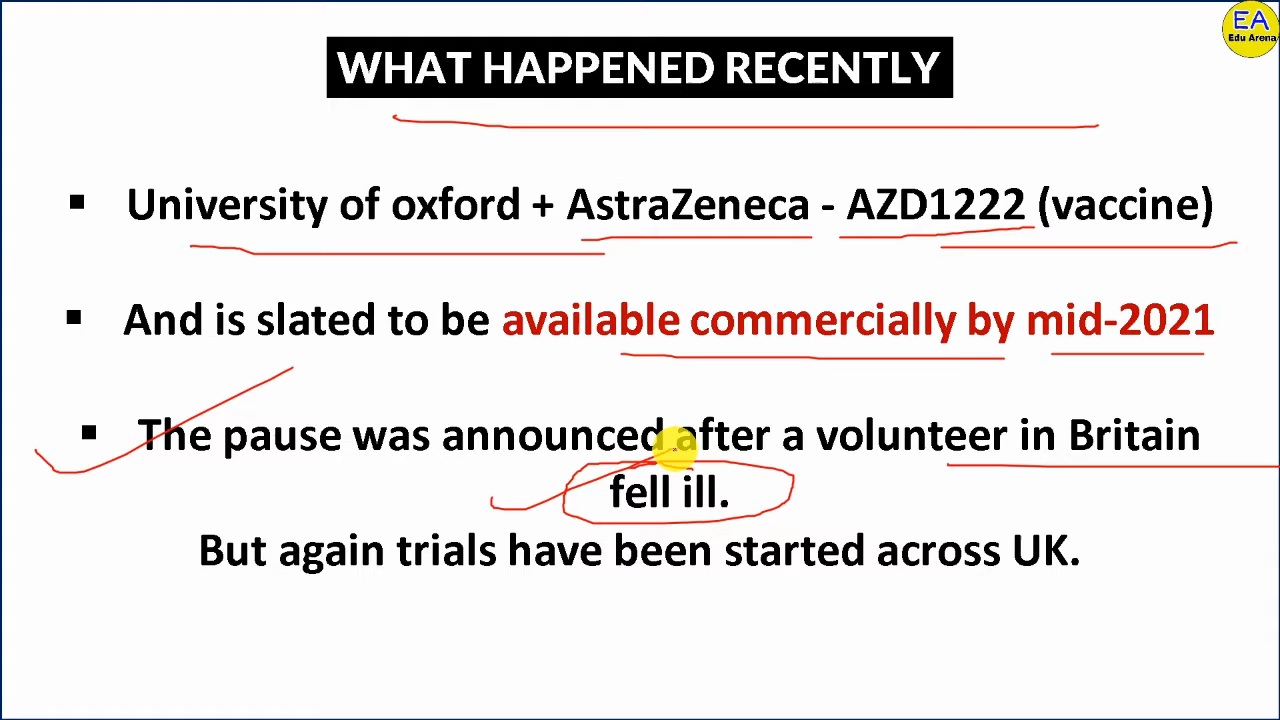 EA
Edu Arena
WHAT HAPPENED RECENTLY
▪ University of oxford + AstraZeneca - AZD1222 (vaccine)
▪ And is slated to be available commercially by mid-2021
▪ The pause was announced after a volunteer in Britain
fell ill.
But again trials have been started across UK.